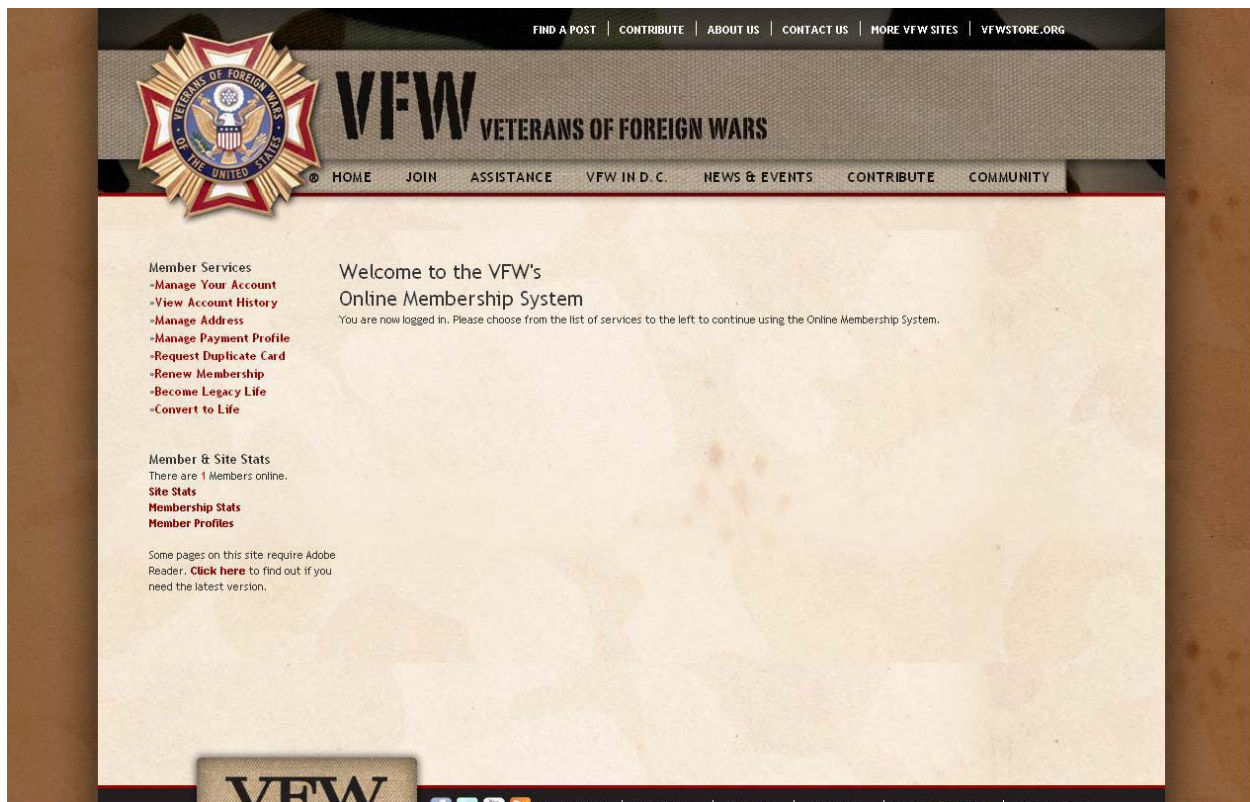 FIND A POST | CONTRIBUTE | ABOUT US | CONTACT US | MORE VFW SITES | VFWSTORE.ORG
VETERANS OF FOREIGN WARS
OF THE UNITED STATES
®
VFW VETERANS OF FOREIGN WARS
HOME JOIN ASSISTANCE VFW IN D.C. NEWS & EVENTS CONTRIBUTE COMMUNITY
Member Services
»Manage Your Account
»View Account History
»Manage Address
»Manage Payment Profile
»Request Duplicate Card
»Renew Membership
»Become Legacy Life
»Convert to Life
Member & Site Stats
There are 1 Members online.
Site Stats
Membership Stats
Member Profiles
Some pages on this site require Adobe
Reader. Click here to find out if you
need the latest version.
Welcome to the VFW's
Online Membership System
You are now logged in. Please choose from the list of services to the left to continue using the Online Membership System.
VFW